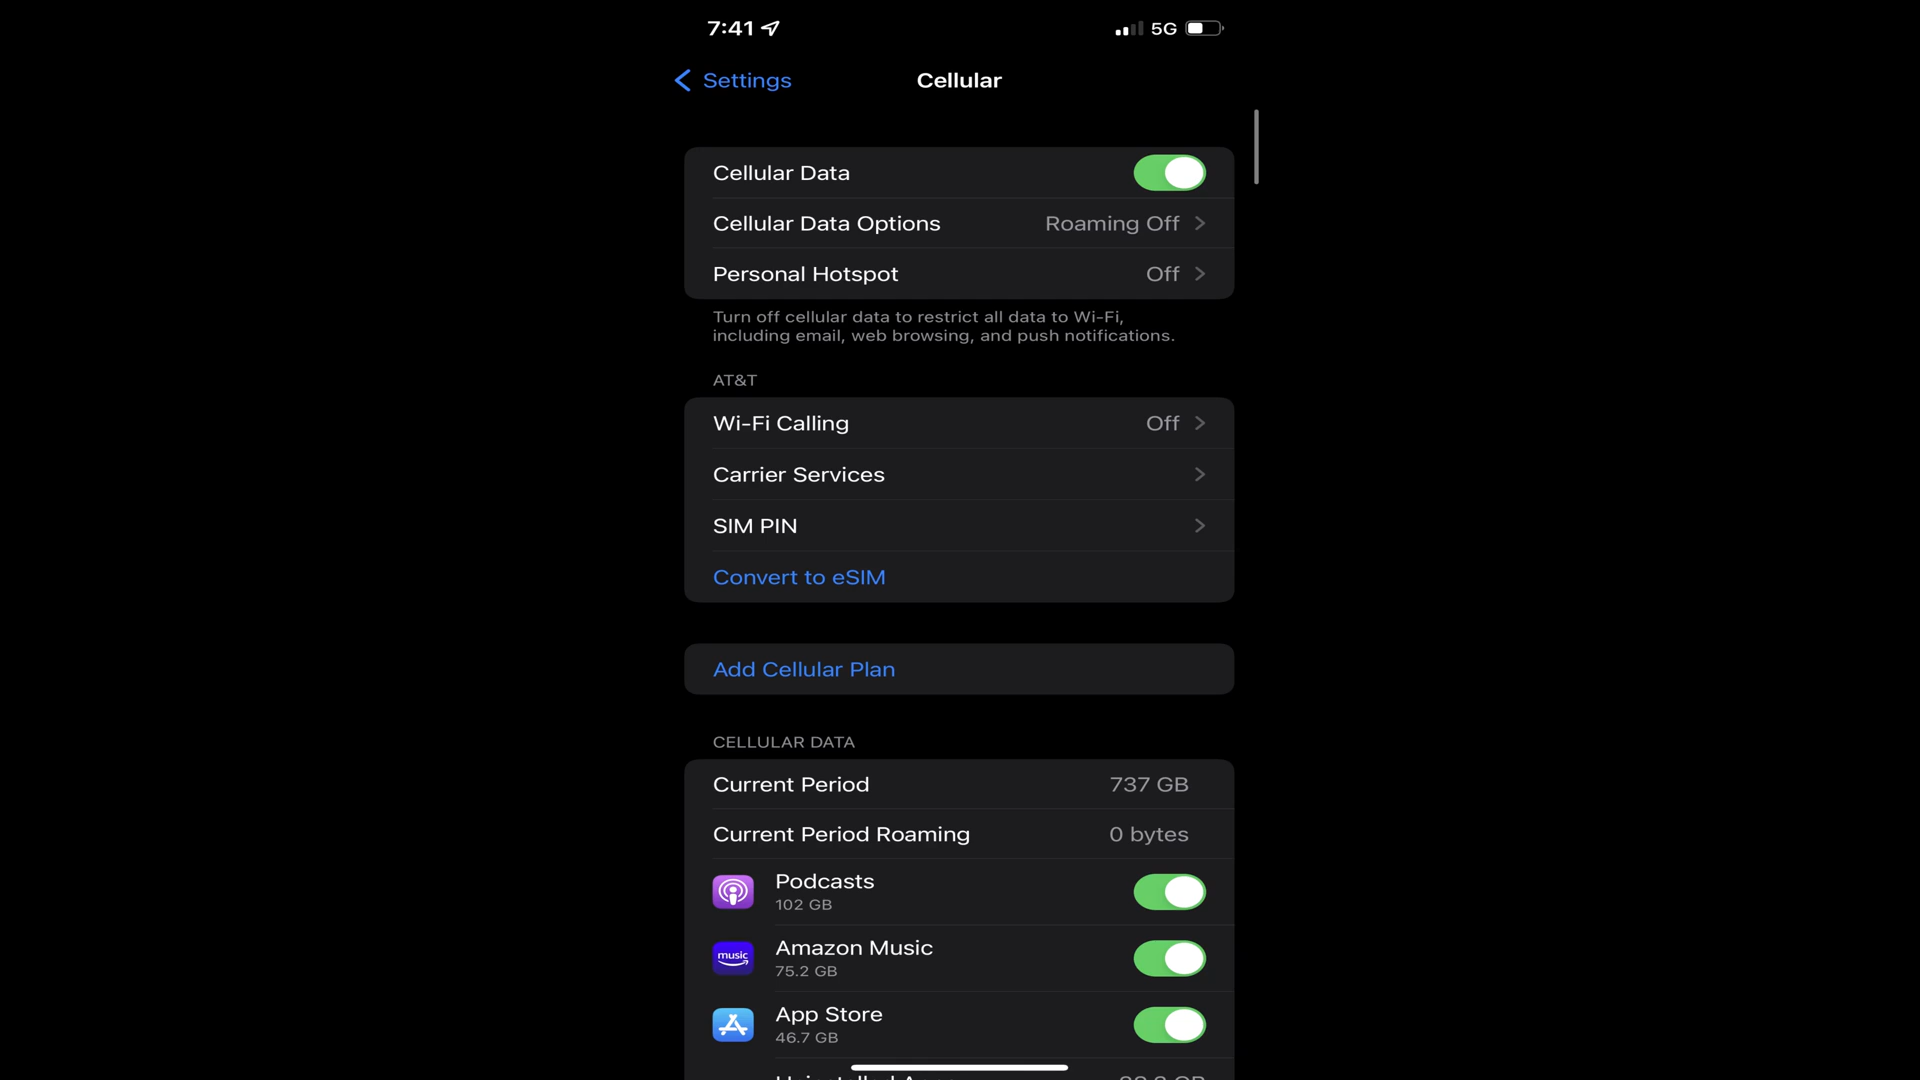 7:41
5G
Settings
Cellular
Cellular Data
Cellular Data Options Roaming Off
Personal Hotspot Off
Turn off cellular data to restrict all data to Wi-Fi,
including email, web browsing, and push notifications.
AT&T
Wi-Fi Calling Off
Carrier Services
SIM PIN
Convert to eSIM
Add Cellular Plan
CELLULAR DATA
Current Period 737 GB
Current Period Roaming 0 bytes
Podcasts
102 GB
music
Amazon Music
75.2 GB
App Store
46.7 GB